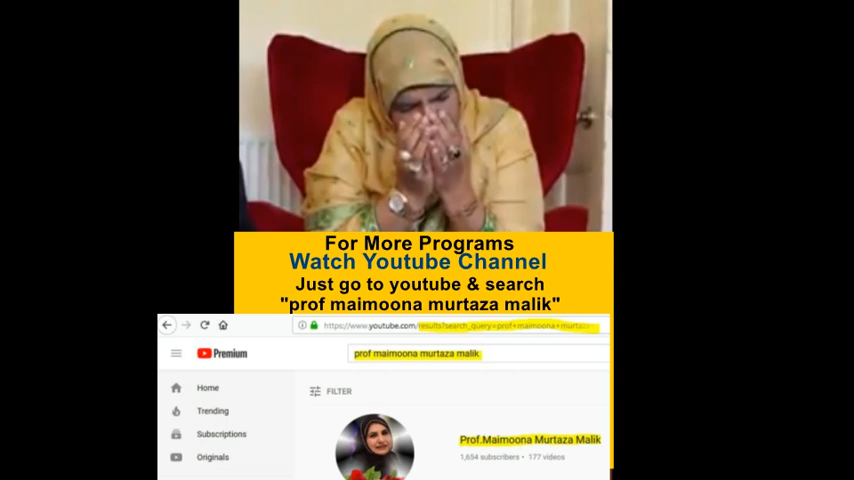 For More Programs
Watch Youtube Channel
Just go to youtube & search
"prof maimoona murtaza malik"
https://www.youtube.com/results?search_query=prof+maimoona+murtaza
Premium
prof maimoona murtaza malik
Home
FILTER
Trending
Subscriptions
Prof.Maimoona Murtaza Malik
Originals
1,654 subscribers • 177 videos